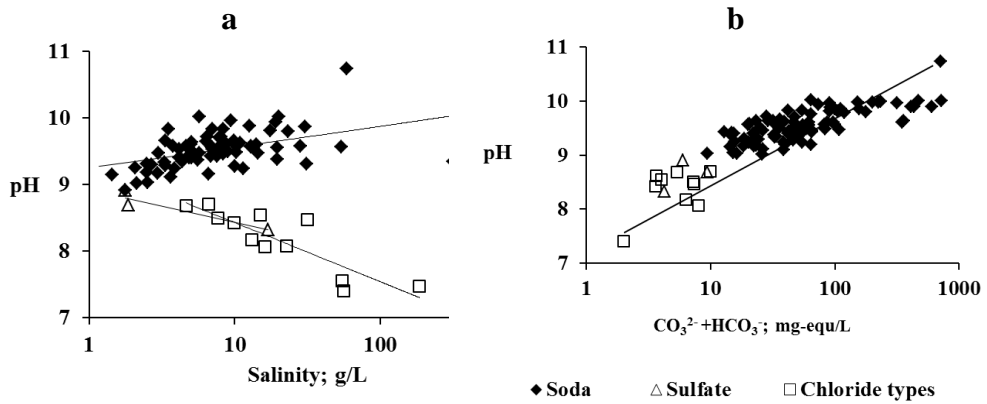 a
11
10
9
8
7
pH
1
10
100
Salinity; g/L
b
11
10
9
8
7
pH
1
10
100
1000
CO₃²⁻+HCO₃⁻; mg-equ/L
◆ Soda △ Sulfate □ Chloride types